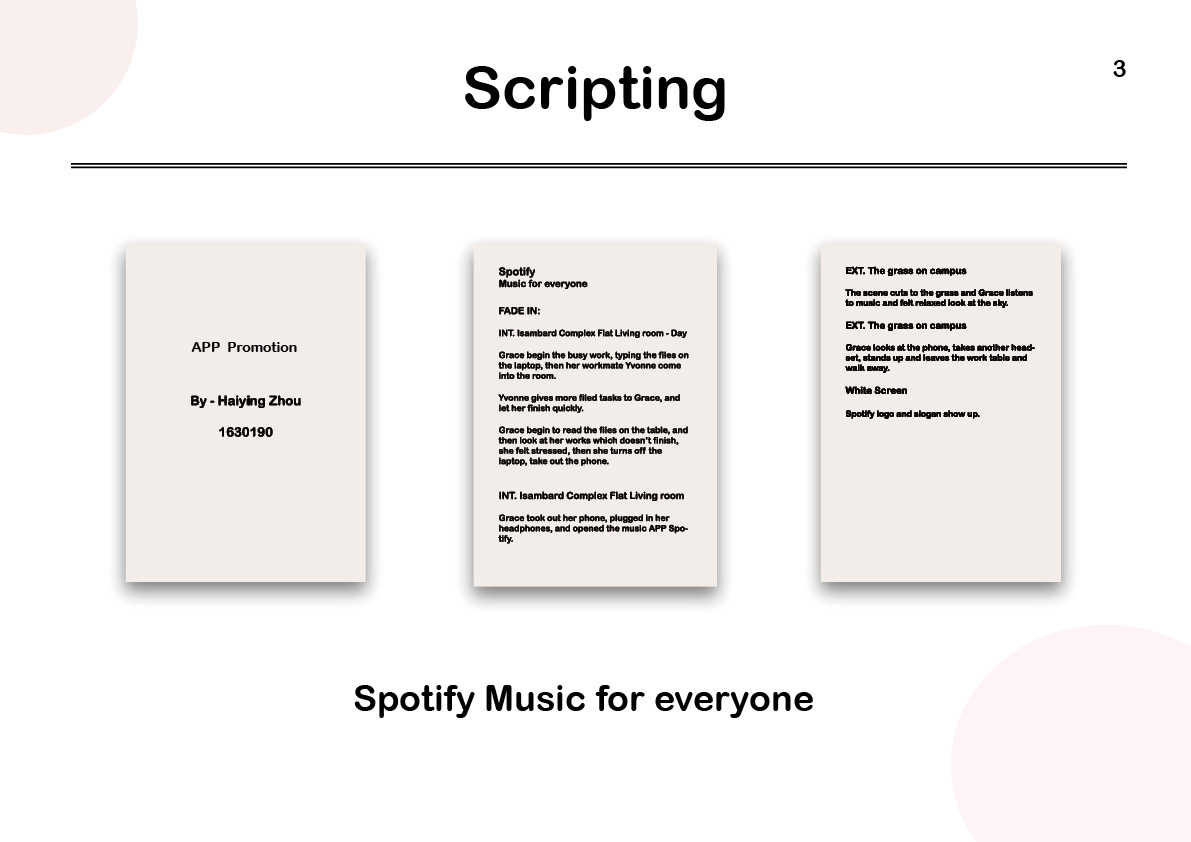 Scripting
3
APP Promotion
By - Haiying Zhou
1630190
Spotify
Music for everyone
FADE IN:
INT. Isambard Complex Flat Living room - Day
Grace begin the busy work, typing the files on
the laptop, then her workmate Yvonne come
into the room.
Yvonne gives more filed tasks to Grace, and
let her finish quickly.
Grace begin to read the files on the table, and
then look at her works which doesn't finish,
she felt stressed, then she turns off the
laptop, take out the phone.
INT. Isambard Complex Flat Living room
Grace took out her phone, plugged in her
headphones, and opened the music APP Spo-
tify.
EXT. The grass on campus
The scene cuts to the grass and Grace listens
to music and felt relaxed look at the sky.
EXT. The grass on campus
Grace looks at the phone, takes another head-
set, stands up and leaves the work table and
walk away.
White Screen
Spotify logo and slogan show up.
Spotify Music for everyone